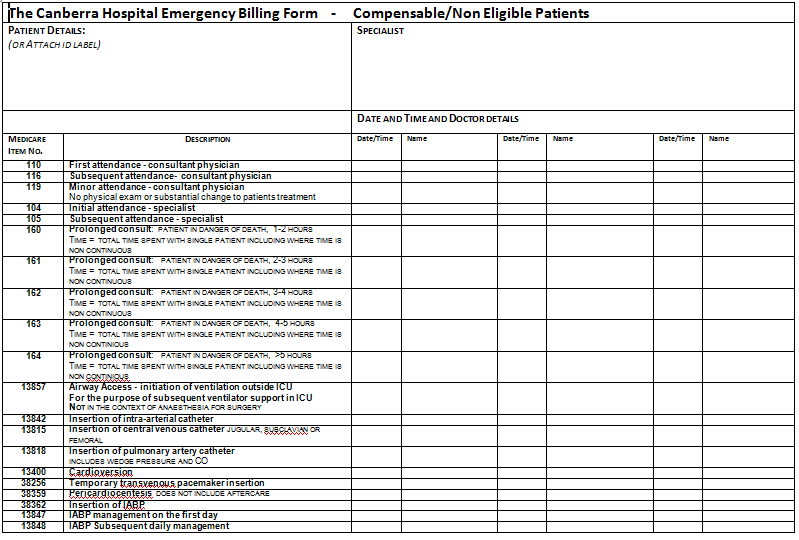 The Canberra Hospital Emergency Billing Form - Compensable/Non Eligible Patients
PATIENT DETAILS:
(OR ATTACH ID LABEL)
SPECIALIST
DATE AND TIME AND DOCTOR DETAILS
MEDICARE
ITEM NO.
DESCRIPTION
Date/Time Name Date/Time Name Date/Time Name
110 First attendance - consultant physician
116 Subsequent attendance- consultant physician
119 Minor attendance - consultant physician
No physical exam or substantial change to patients treatment
104 Initial attendance - specialist
105 Subsequent attendance - specialist
160 Prolonged consult: PATIENT IN DANGER OF DEATH, 1-2 HOURS
TIME = TOTAL TIME SPENT WITH SINGLE PATIENT INCLUDING WHERE TIME IS
NON CONTINUOUS
161 Prolonged consult: PATIENT IN DANGER OF DEATH, 2-3 HOURS
TIME = TOTAL TIME SPENT WITH SINGLE PATIENT INCLUDING WHERE TIME IS
NON CONTINUOUS
162 Prolonged consult: PATIENT IN DANGER OF DEATH, 3-4 HOURS
TIME = TOTAL TIME SPENT WITH SINGLE PATIENT INCLUDING WHERE TIME IS
NON CONTINUOUS
163 Prolonged consult: PATIENT IN DANGER OF DEATH, 4-5 HOURS
TIME = TOTAL TIME SPENT WITH SINGLE PATIENT INCLUDING WHERE TIME IS
NON CONTINIOUS
164 Prolonged consult: PATIENT IN DANGER OF DEATH, >5 HOURS
TIME = TOTAL TIME SPENT WITH SINGLE PATIENT INCLUDING WHERE TIME IS
NON CONTINIOUS
13857 Airway Access - initiation of ventilation outside ICU
For the purpose of subsequent ventilator support in ICU
NOT IN THE CONTEXT OF ANAESTHESIA FOR SURGERY
13842 Insertion of intra-arterial catheter
13815 Insertion of central venous catheter JUGULAR, SUBCLAVIAN OR
FEMORAL
13818 Insertion of pulmonary artery catheter
INCLUDES WEDGE PRESSURE AND CO
13400 Cardioversion
38256 Temporary transvenous pacemaker insertion
38359 Pericardiocentesis DOES NOT INCLUDE AFTERCARE
38362 Insertion of IABP
13847 IABP management on the first day
13848 IABP Subsequent daily management